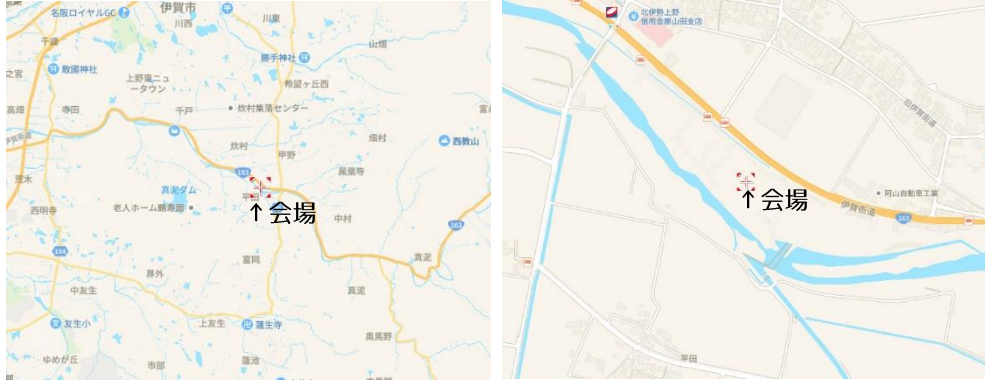 伊賀市
名阪ロイヤルGC
川西
川東
千歳
山畑
勝手神社
之宮
敢國神社
上野東ニュ
ータウン
希望ヶ丘西
高畑
寺田
千戸
炊村集落センター
炊村
畑村
西教山
甲野
鳳凰寺
163
荒木
真泥ダム
平田
老人ホーム鶴寿園
西明寺
↑会場
中村
163
154
富岡
真泥
界外
中友生
真泥
友生小
上友生
蓮生寺
奥馬野
ゆめが丘
市部
蓮池
北伊勢上野
信用金庫山田支店
旧伊賀街道
阿山自動車工業
↑会場
伊賀街道
163
平田